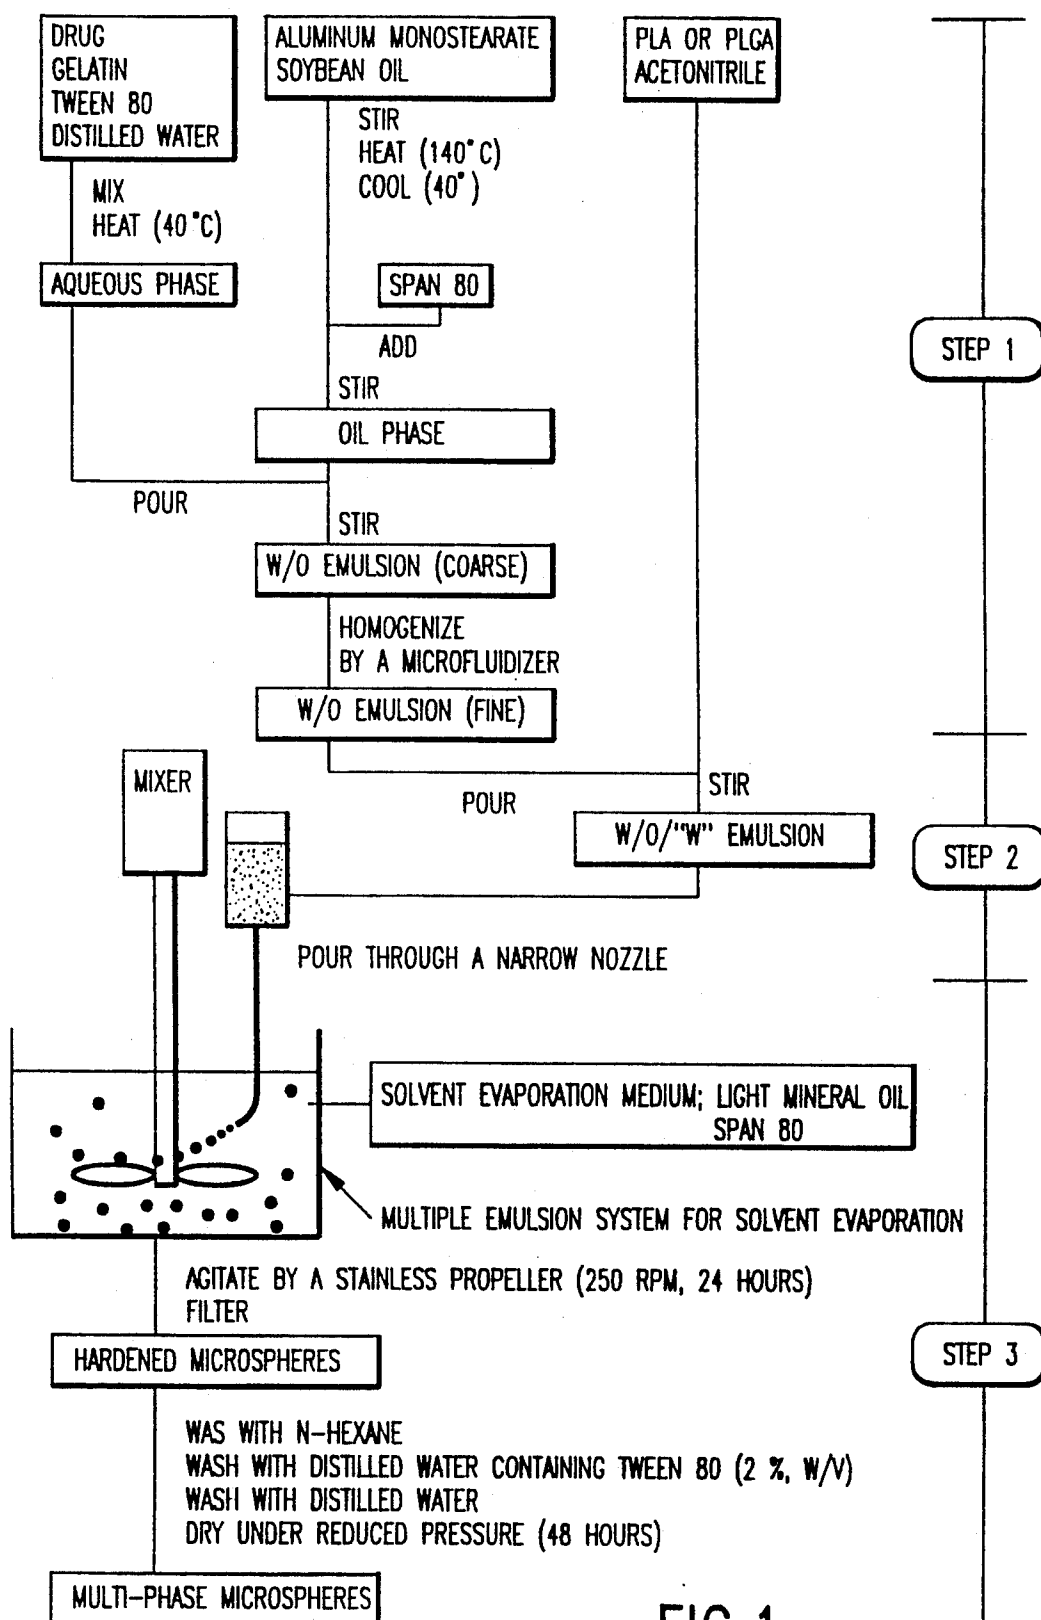 DRUG
GELATIN
TWEEN 80
DISTILLED WATER
ALUMINUM MONOSTEARATE
SOYBEAN OIL
PLA OR PLGA
ACETONITRILE
STIR
HEAT (140°C)
COOL (40°)
MIX
HEAT (40°C)
AQUEOUS PHASE
SPAN 80
ADD
STEP 1
STIR
OIL PHASE
POUR
STIR
W/O EMULSION (COARSE)
HOMOGENIZE
BY A MICROFLUIDIZER
W/O EMULSION (FINE)
MIXER
POUR
STIR
W/O/"W" EMULSION
STEP 2
POUR THROUGH A NARROW NOZZLE
SOLVENT EVAPORATION MEDIUM; LIGHT MINERAL OIL
SPAN 80
MULTIPLE EMULSION SYSTEM FOR SOLVENT EVAPORATION
AGITATE BY A STAINLESS PROPELLER (250 RPM, 24 HOURS)
FILTER
HARDENED MICROSPHERES
STEP 3
WAS WITH N-HEXANE
WASH WITH DISTILLED WATER CONTAINING TWEEN 80 (2 %, W/V)
WASH WITH DISTILLED WATER
DRY UNDER REDUCED PRESSURE (48 HOURS)
MULTI-PHASE MICROSPHERES
FIG.1